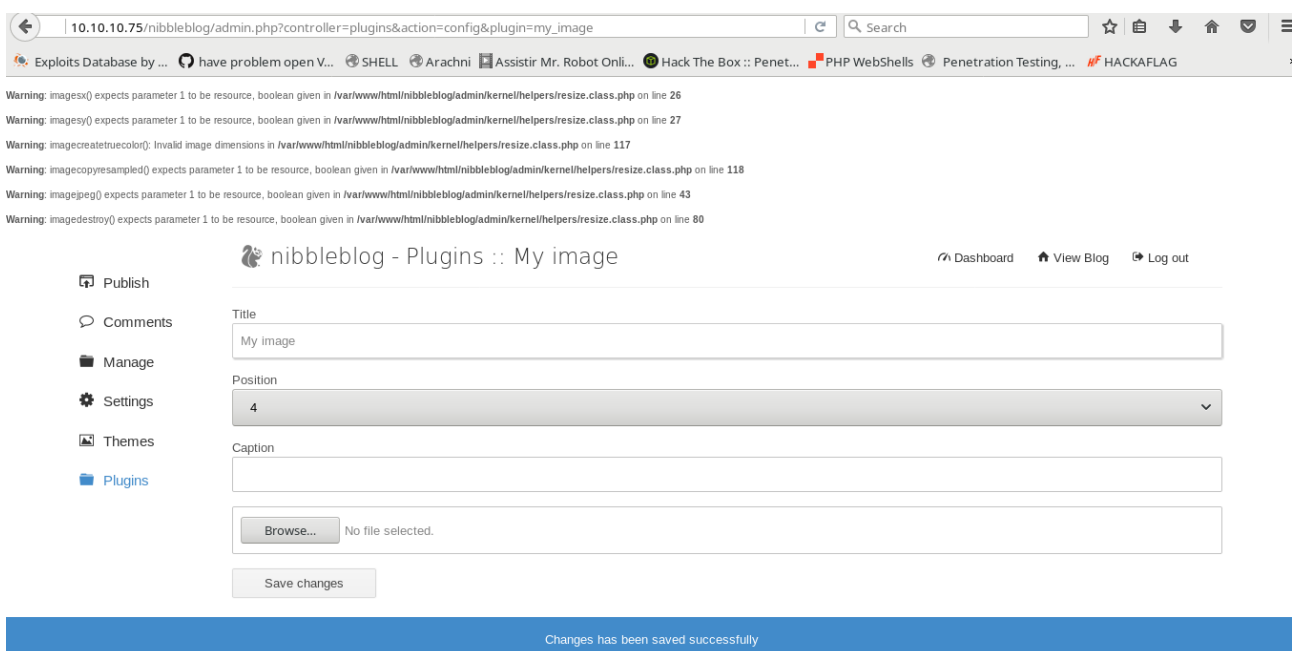 10.10.10.75/nibbleblog/admin.php?controller=plugins&action=config&plugin=my_image
Search
Exploits Database by ... have problem open V... SHELL Arachni Assistir Mr. Robot Onli... Hack The Box :: Penet... PHP WebShells Penetration Testing, ... HF HACKAFLAG
Warning: imagesx() expects parameter 1 to be resource, boolean given in /var/www/html/nibbleblog/admin/kernel/helpers/resize.class.php on line 26
Warning: imagesy() expects parameter 1 to be resource, boolean given in /var/www/html/nibbleblog/admin/kernel/helpers/resize.class.php on line 27
Warning: imagecreatetruecolor(): Invalid image dimensions in /var/www/html/nibbleblog/admin/kernel/helpers/resize.class.php on line 117
Warning: imagecopyresampled() expects parameter 1 to be resource, boolean given in /var/www/html/nibbleblog/admin/kernel/helpers/resize.class.php on line 118
Warning: imagejpeg() expects parameter 1 to be resource, boolean given in /var/www/html/nibbleblog/admin/kernel/helpers/resize.class.php on line 43
Warning: imagedestroy() expects parameter 1 to be resource, boolean given in /var/www/html/nibbleblog/admin/kernel/helpers/resize.class.php on line 80
nibbleblog - Plugins :: My image
Dashboard View Blog Log out
Publish
Comments
Manage
Settings
Themes
Plugins
Title
My image
Position
4
Caption
Browse... No file selected.
Save changes
Changes has been saved successfully